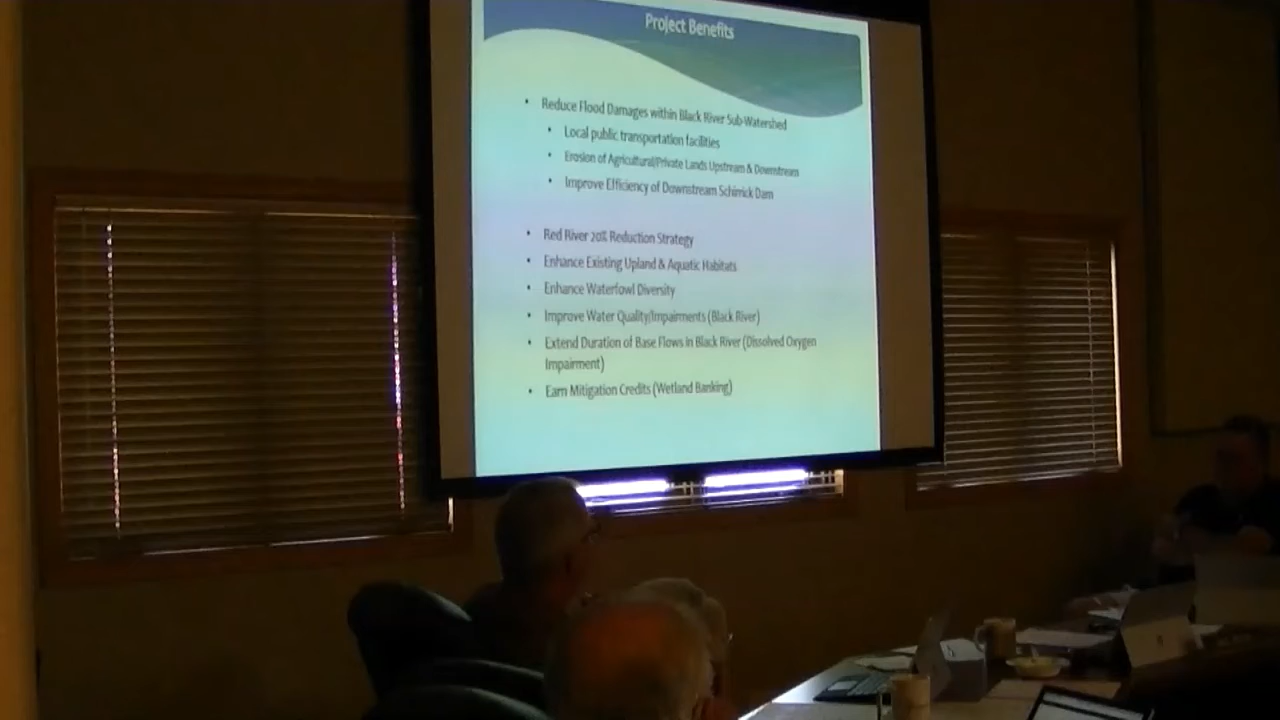 Project Benefits
• Reduce Flood Damages within Black River Sub-Watershed
• Local public transportation facilities
• Erosion of Agricultural/Private Lands Upstream & Downstream
• Improve Efficiency of Downstream Schirrick Dam
• Red River 20% Reduction Strategy
• Enhance Existing Upland & Aquatic Habitats
• Enhance Waterfowl Diversity
• Improve Water Quality/Impairments (Black River)
• Extend Duration of Base Flows in Black River (Dissolved Oxygen
Impairment)
• Earn Mitigation Credits (Wetland Banking)